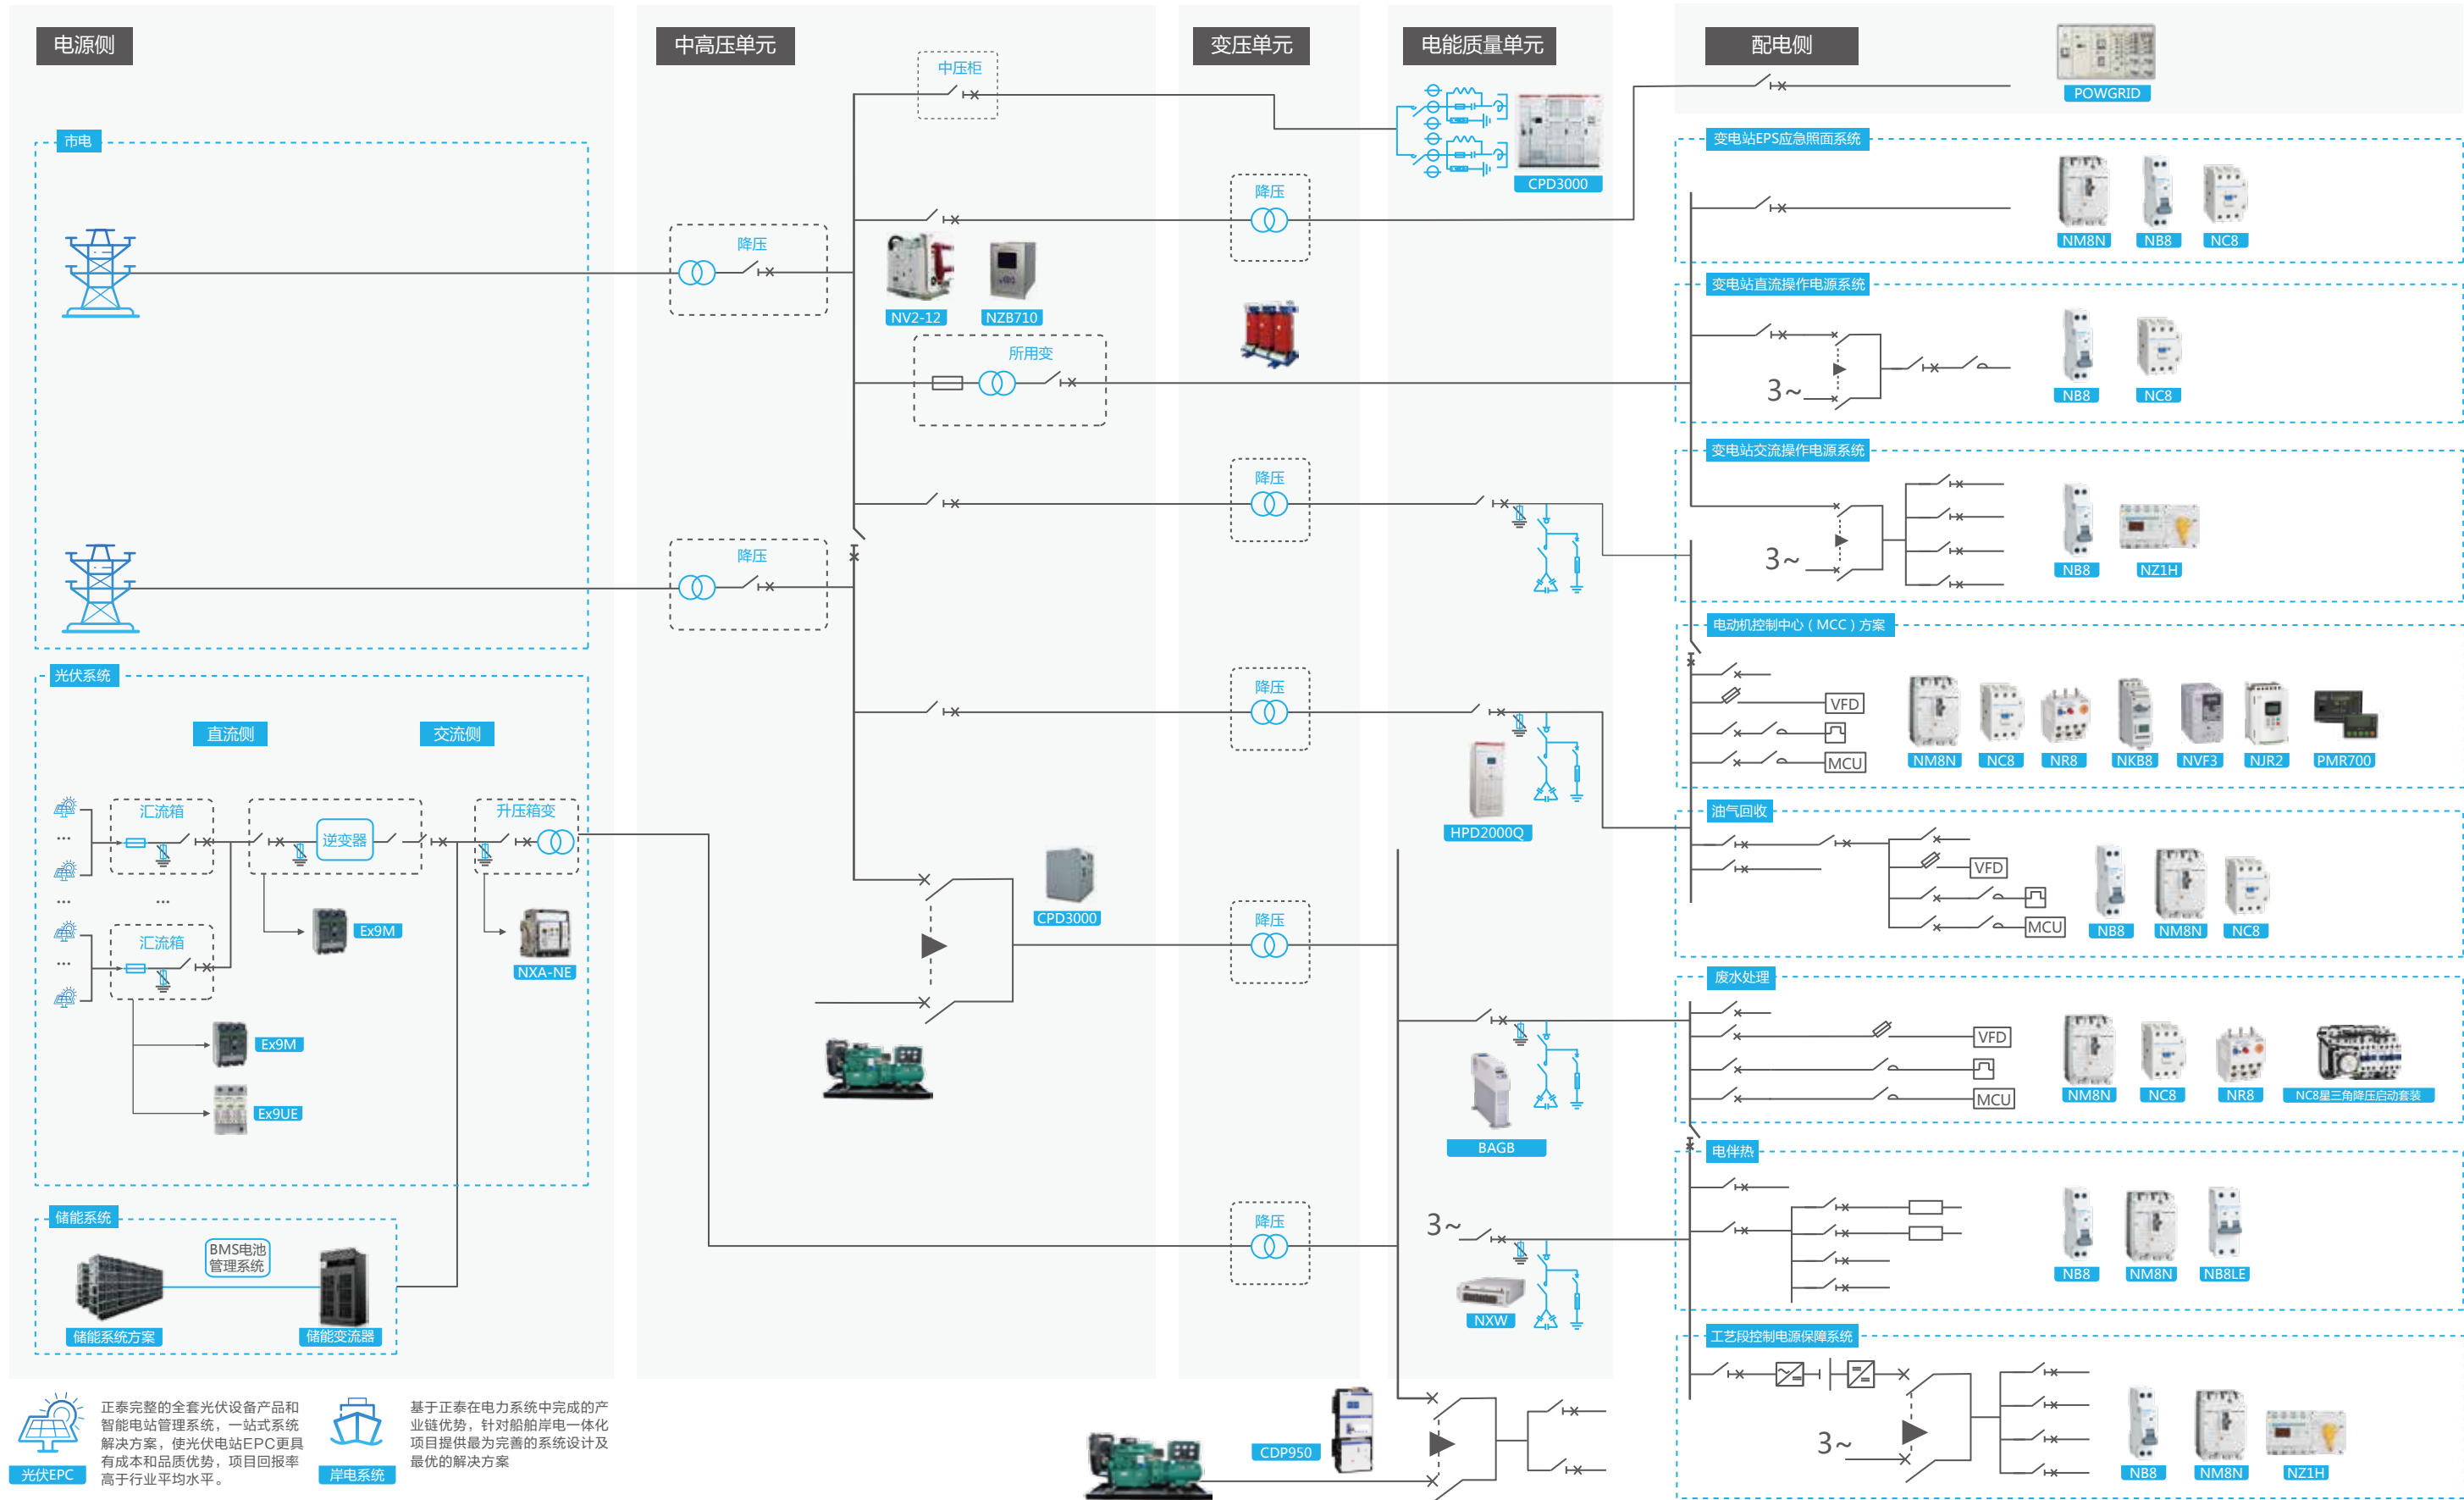 电源侧
中高压单元
变压单元
电能质量单元
配电侧
中压柜
POWGRID
市电
CPD3000
变电站EPS应急照面系统
降压
NM8N
NB8
NC8
降压
NV2-12
NZB710
变电站直流操作电源系统
所用变
3~
NB8
NC8
变电站交流操作电源系统
降压
降压
3~
NB8
NZ1H
电动机控制中心（MCC）方案
光伏系统
降压
VFD
MCU
NM8N
NC8
NR8
NKB8
NVF3
NJR2
PMR700
直流侧
交流侧
汇流箱
逆变器
升压箱变
HPD2000Q
油气回收
VFD
MCU
NB8
NM8N
NC8
...
...
...
...
汇流箱
Ex9M
NXA-NE
CPD3000
降压
Ex9M
Ex9UE
BAGB
废水处理
VFD
MCU
NM8N
NC8
NR8
NC8星三角降压启动套装
电伴热
储能系统
BMS电池
管理系统
储能系统方案
储能变流器
降压
3~
NXW
NB8
NM8N
NB8LE
工艺段控制电源保障系统
3~
NB8
NM8N
NZ1H
CDP950
光伏EPC
正泰完整的全套光伏设备产品和
智能电站管理系统，一站式系统
解决方案，使光伏电站EPC更具
有成本和品质优势，项目回报率
高于行业平均水平。
岸电系统
基于正泰在电力系统中完成的产
业链优势，针对船舶岸电一体化
项目提供最为完善的系统设计及
最优的解决方案